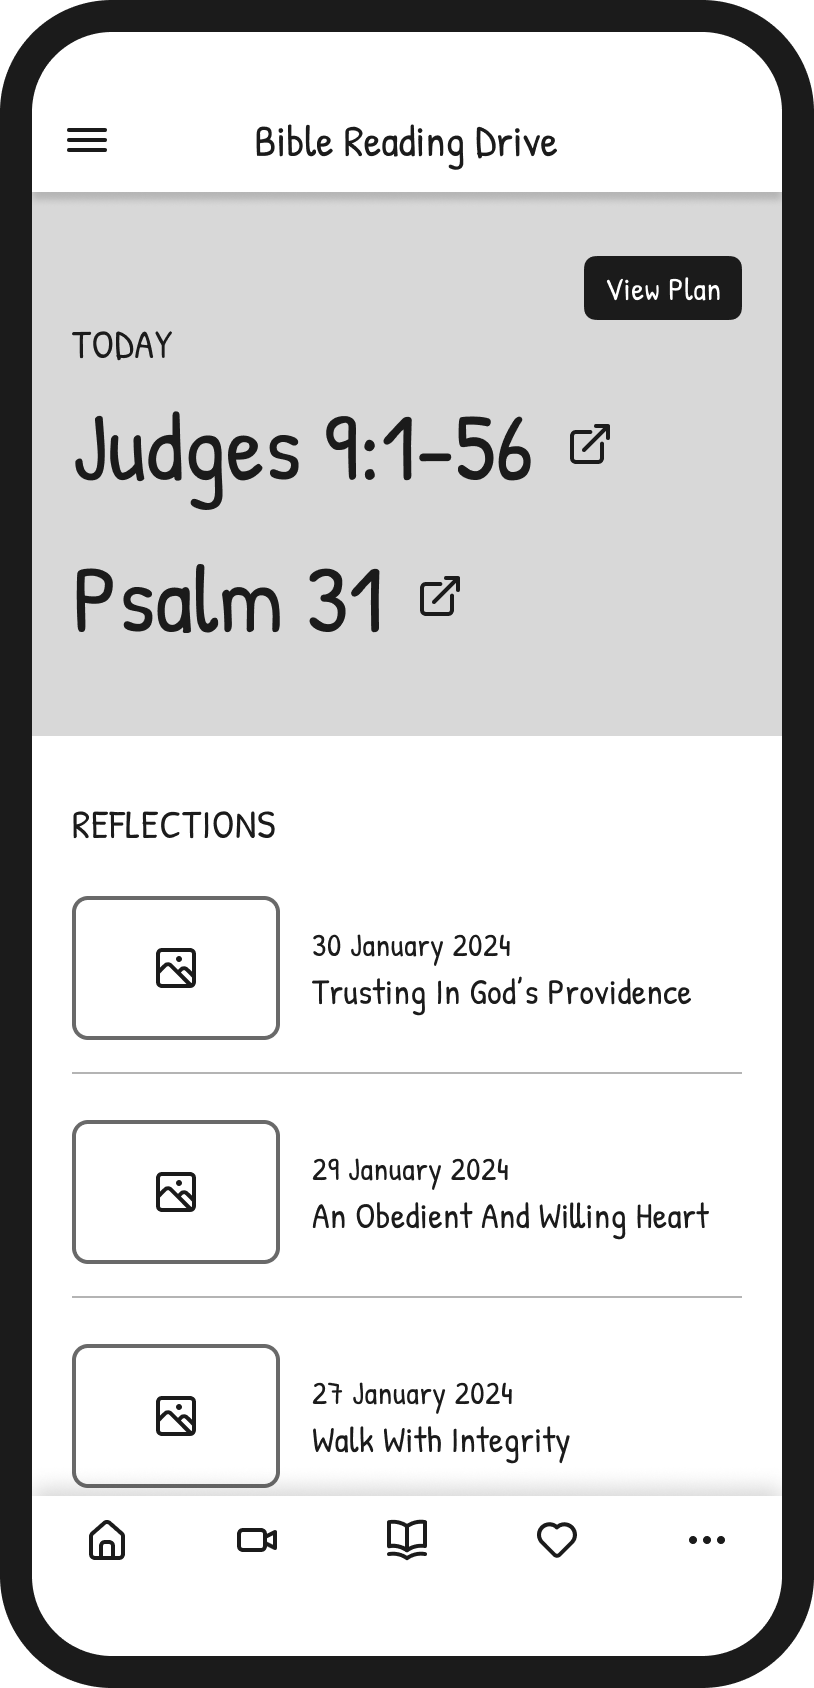 Bible Reading Drive
View Plan
TODAY
Judges 9:1-56
Psalm 31
REFLECTIONS
30 January 2024
Trusting In God's Providence
29 January 2024
An Obedient And Willing Heart
27 January 2024
Walk With Integrity